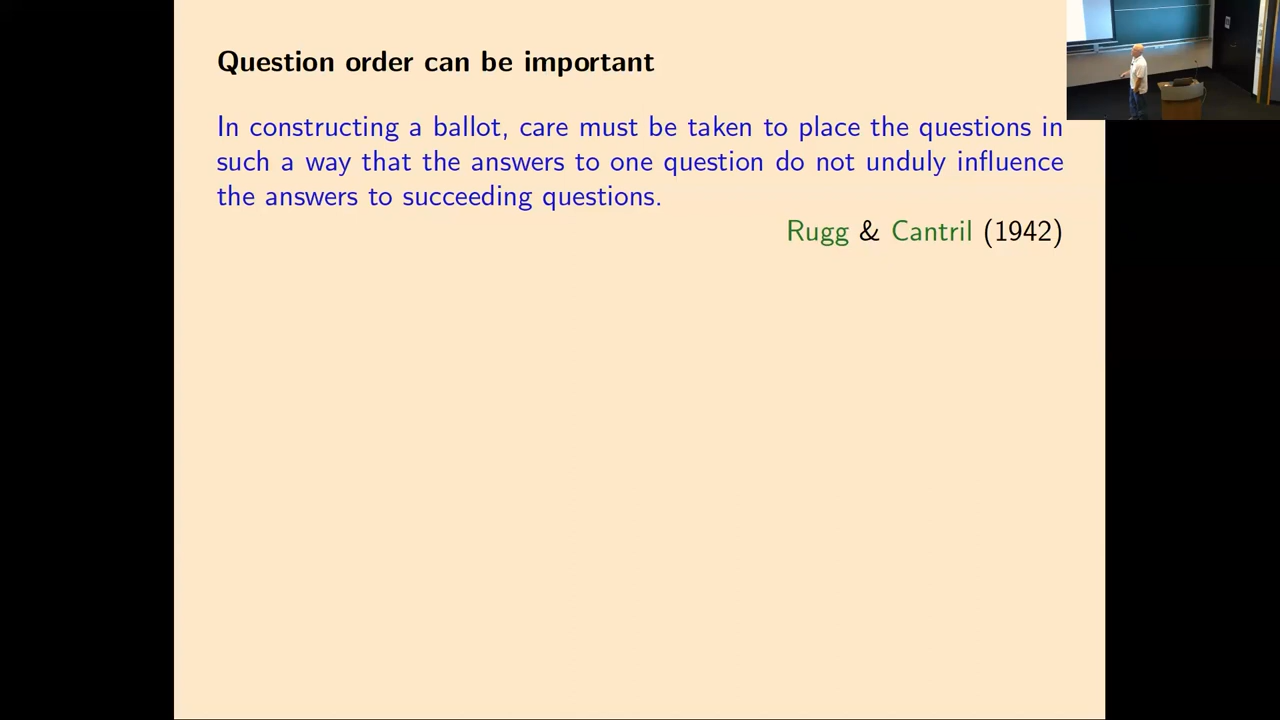 Question order can be important
In constructing a ballot, care must be taken to place the questions in
such a way that the answers to one question do not unduly influence
the answers to succeeding questions.
Rugg & Cantril (1942)